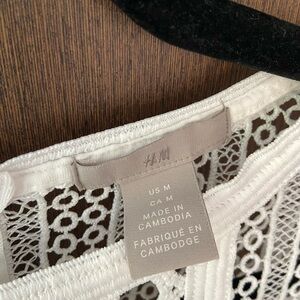 H&M
US M
CA M
MADE IN
CAMBODIA
FABRIQUÉ EN
CAMBODGE